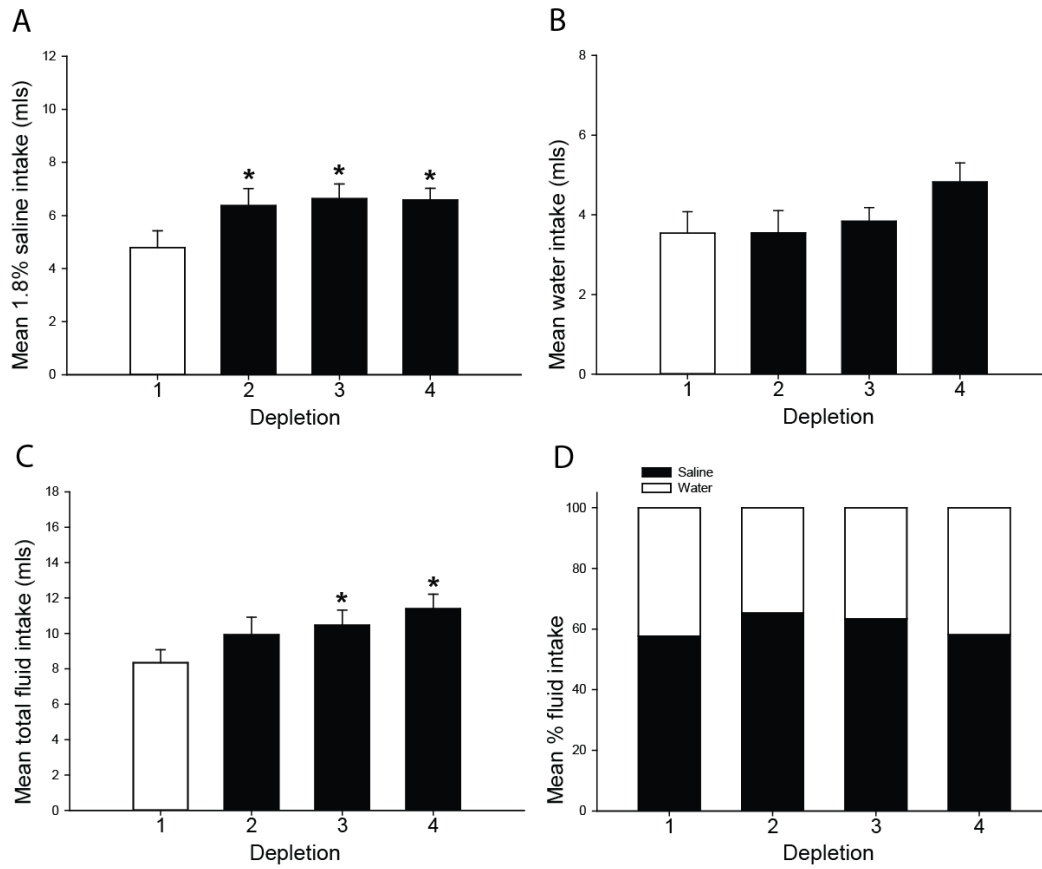 A
Mean 1.8% saline intake (mls)
12
10
8
6
4
2
0
*
*
*
1 2 3 4
Depletion
B
Mean water intake (mls)
8
6
4
2
0
1 2 3 4
Depletion
C
Mean total fluid intake (mls)
18
16
14
12
10
8
6
4
2
0
*
*
1 2 3 4
Depletion
D
Saline
Water
Mean % fluid intake
100
80
60
40
20
0
1 2 3 4
Depletion